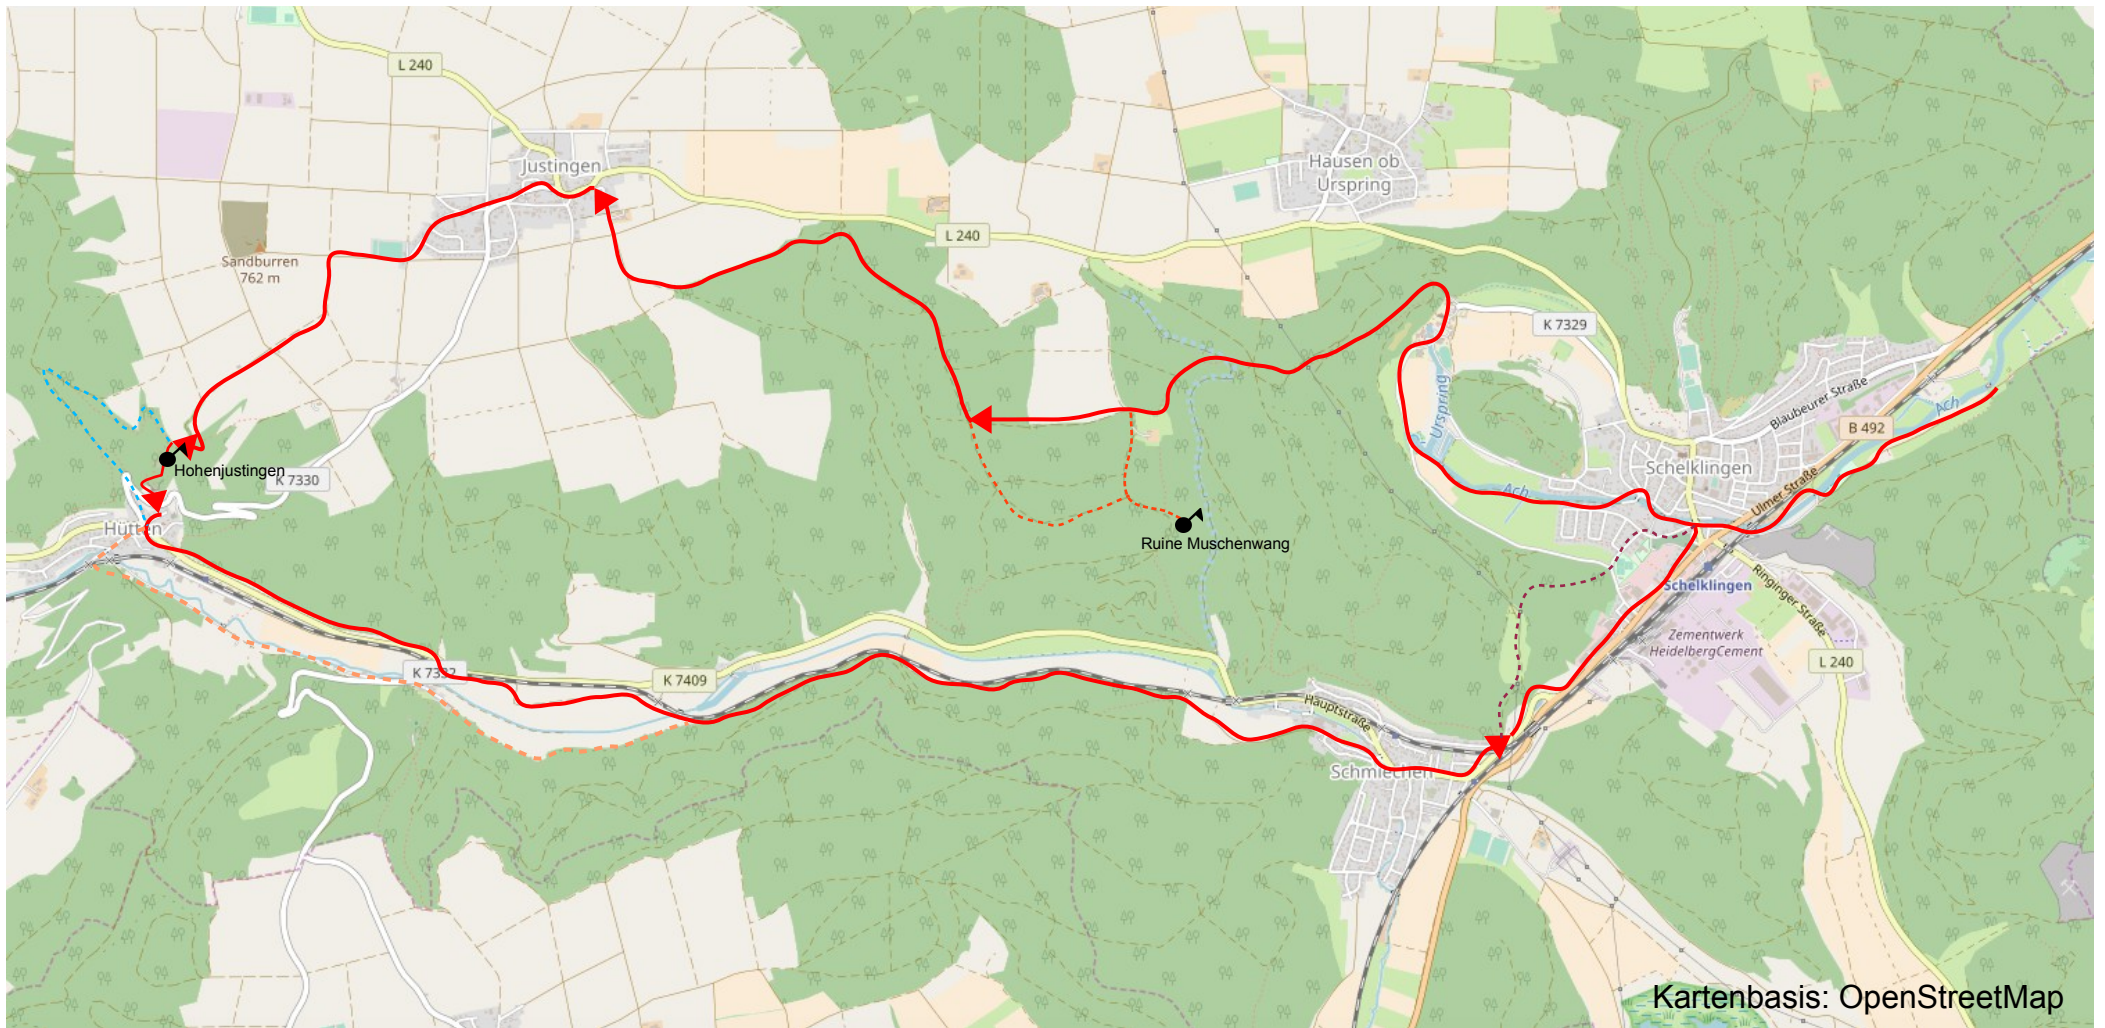 L 240
Justingen
Hausen ob
Urspring
L 240
Sandburren
762 m
K 7329
Urspring
Blaubeurer Straße
Ach
B 492
Schelklingen
Hohenjustingen
K 7330
Ach
Ulmer Straße
Hütten
Ruine Muschenwang
Schelklingen
Ringinger Straße
Zementwerk
HeidelbergCement
L 240
K 7332
K 7409
Hauptstraße
Schmiechen
Kartenbasis: OpenStreetMap